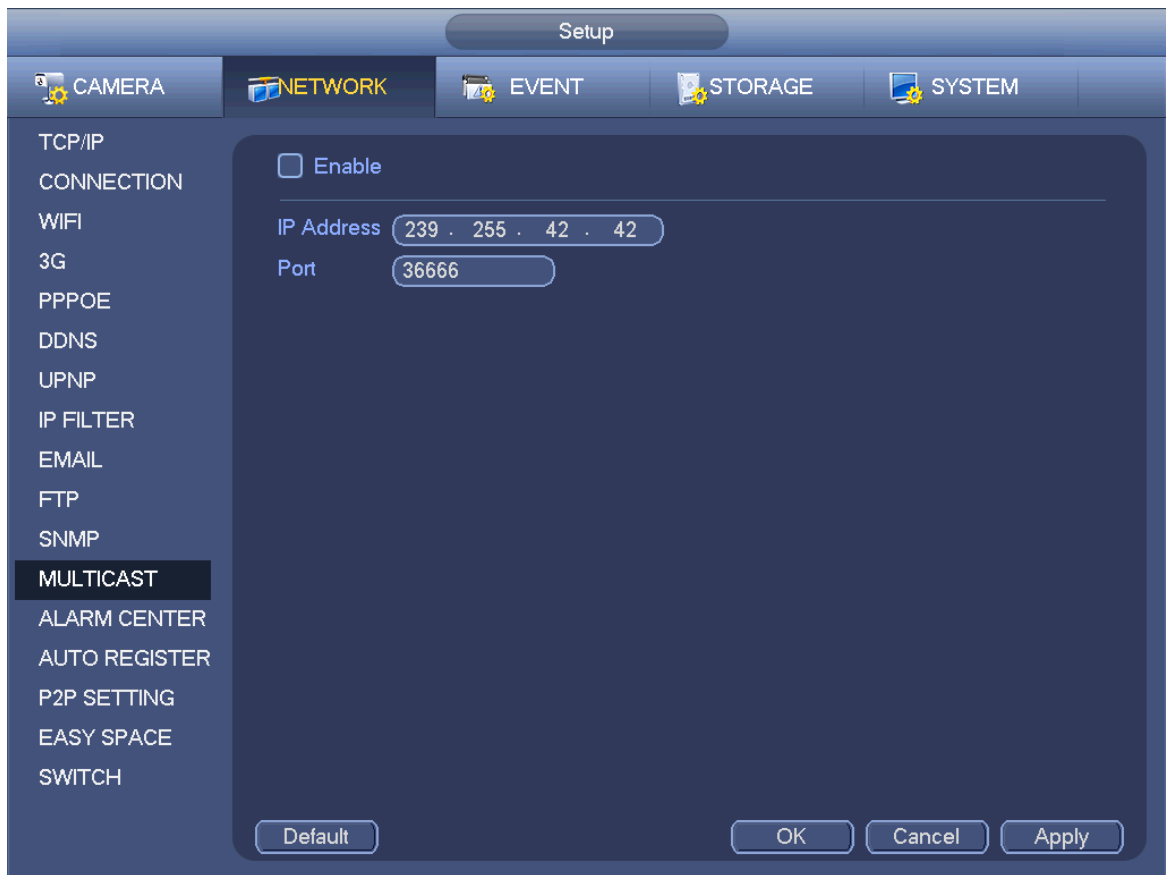 Setup
CAMERA NETWORK EVENT STORAGE SYSTEM
TCP/IP
CONNECTION
WIFI
3G
PPPOE
DDNS
UPNP
IP FILTER
EMAIL
FTP
SNMP
MULTICAST
ALARM CENTER
AUTO REGISTER
P2P SETTING
EASY SPACE
SWITCH
Enable
IP Address 239 . 255 . 42 . 42
Port 36666
Default OK Cancel Apply